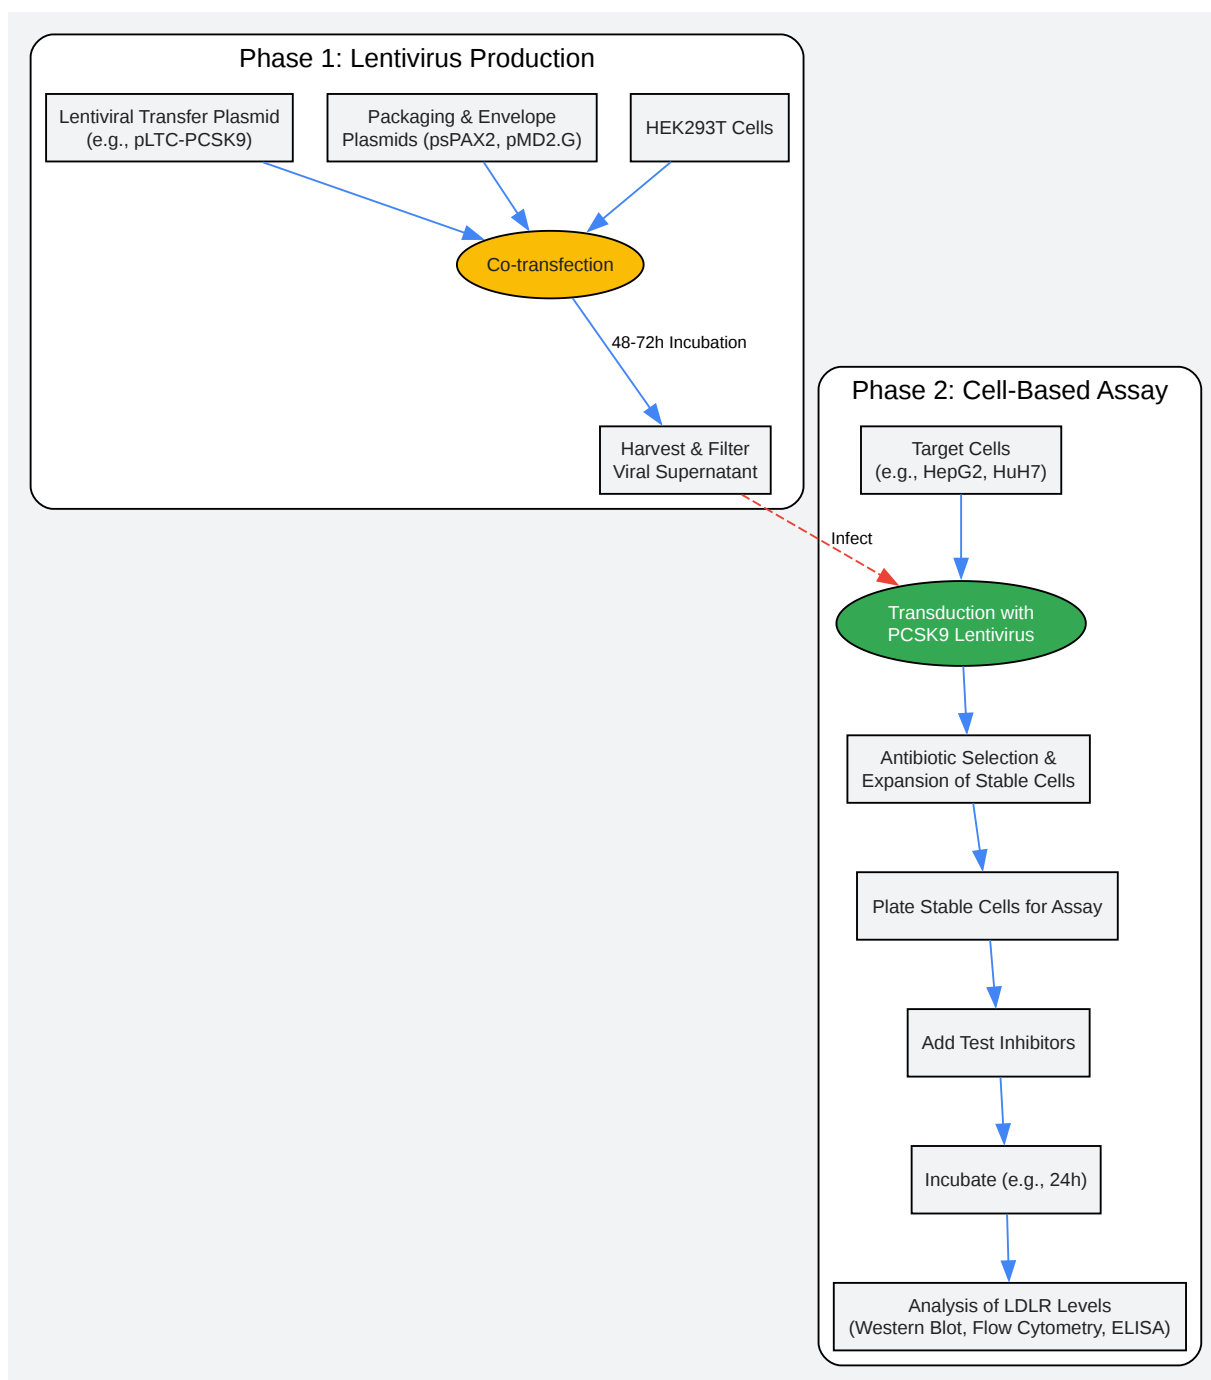 Phase 1: Lentivirus Production
Lentiviral Transfer Plasmid
(e.g., pLTC-PCSK9)
Packaging & Envelope
Plasmids (psPAX2, pMD2.G)
HEK293T Cells
Co-transfection
48-72h Incubation
Harvest & Filter
Viral Supernatant
Phase 2: Cell-Based Assay
Target Cells
(e.g., HepG2, HuH7)
Infect
Transduction with
PCSK9 Lentivirus
Antibiotic Selection &
Expansion of Stable Cells
Plate Stable Cells for Assay
Add Test Inhibitors
Incubate (e.g., 24h)
Analysis of LDLR Levels
(Western Blot, Flow Cytometry, ELISA)